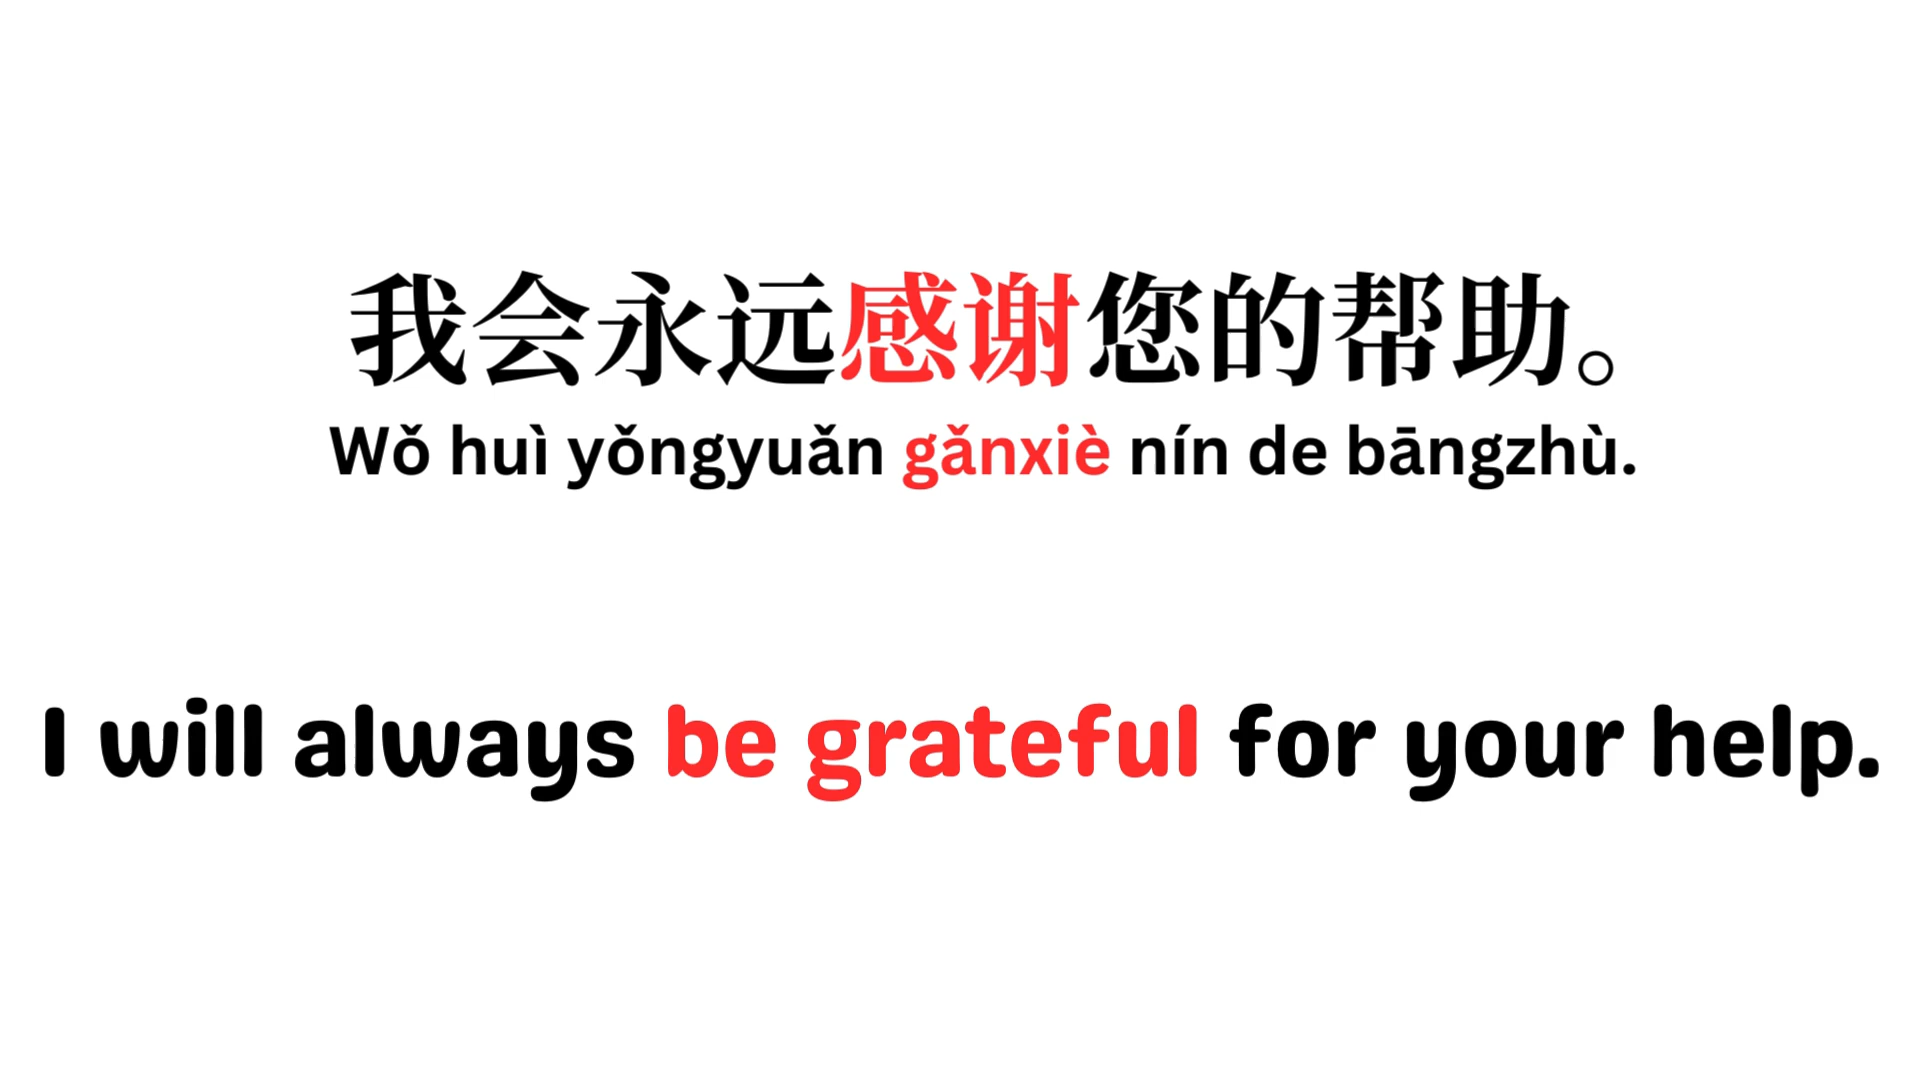 我会永远感谢您的帮助。
Wǒ huì yǒngyuǎn gǎnxiè nín de bāngzhù.
I will always be grateful for your help.